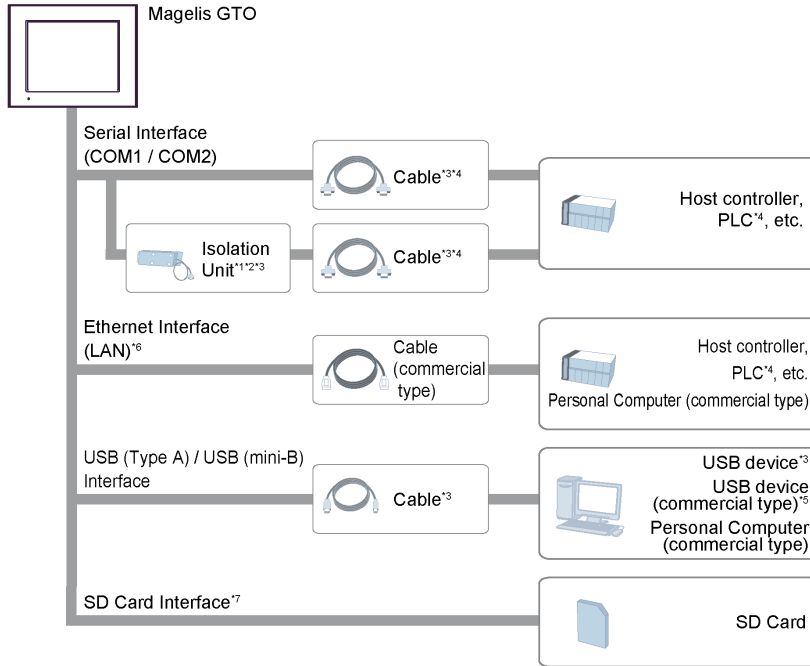 Magelis GTO
Serial Interface
(COM1 / COM2)
Cable*3*4
Host controller,
PLC*4, etc.
Isolation
Unit*1*2*3
Cable*3*4
Ethernet Interface
(LAN)*6
Cable
(commercial
type)
Host controller,
PLC*4, etc.
Personal Computer (commercial type)
USB (Type A) / USB (mini-B)
Interface
Cable*3
USB device*3
USB device
(commercial type)*5
Personal Computer
(commercial type)
SD Card Interface*7
SD Card